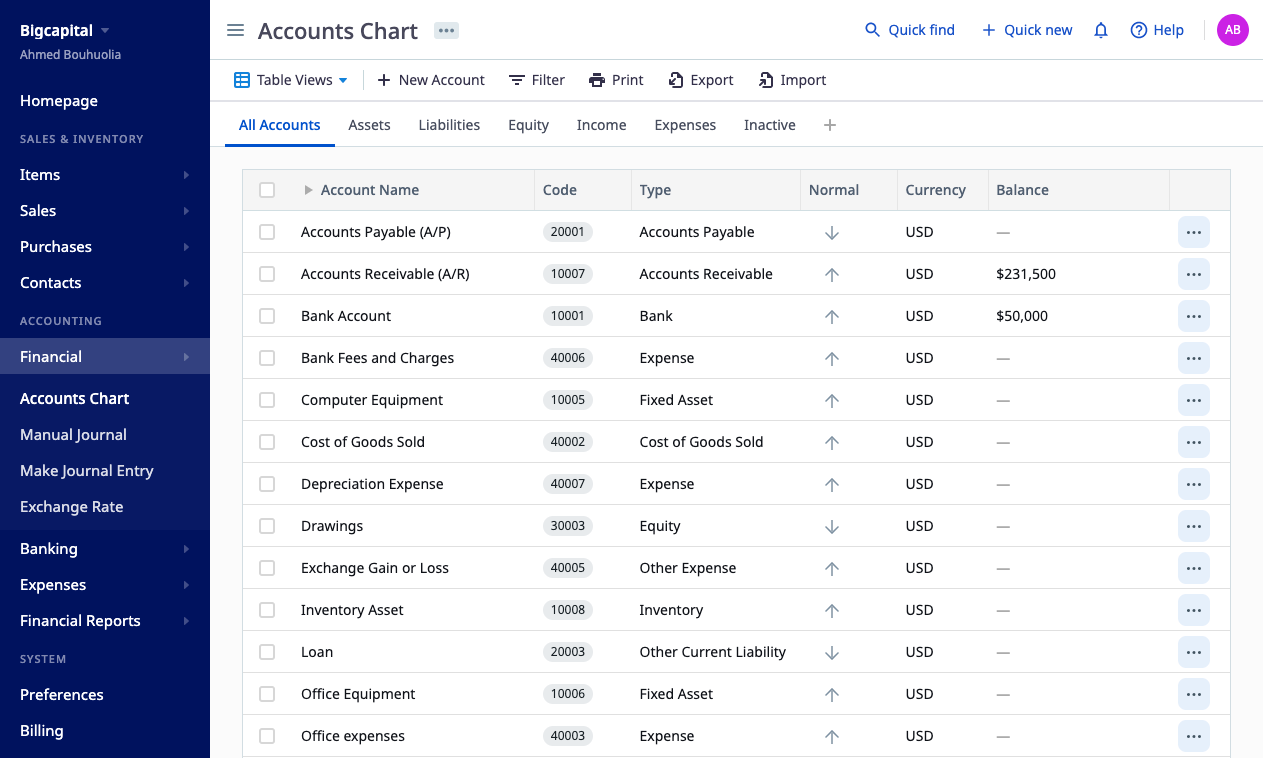 Bigcapital
Ahmed Bouhuolia
Homepage
SALES & INVENTORY
Items
Sales
Purchases
Contacts
ACCOUNTING
Financial
Accounts Chart
Manual Journal
Make Journal Entry
Exchange Rate
Banking
Expenses
Financial Reports
SYSTEM
Preferences
Billing
Accounts Chart
Quick find
Quick new
Help
AB
Table Views
New Account
Filter
Print
Export
Import
All Accounts Assets Liabilities Equity Income Expenses Inactive
Account Name Code Type Normal Currency Balance
Accounts Payable (A/P) 20001 Accounts Payable USD —
Accounts Receivable (A/R) 10007 Accounts Receivable USD $231,500
Bank Account 10001 Bank USD $50,000
Bank Fees and Charges 40006 Expense USD —
Computer Equipment 10005 Fixed Asset USD —
Cost of Goods Sold 40002 Cost of Goods Sold USD —
Depreciation Expense 40007 Expense USD —
Drawings 30003 Equity USD —
Exchange Gain or Loss 40005 Other Expense USD —
Inventory Asset 10008 Inventory USD —
Loan 20003 Other Current Liability USD —
Office Equipment 10006 Fixed Asset USD —
Office expenses 40003 Expense USD —